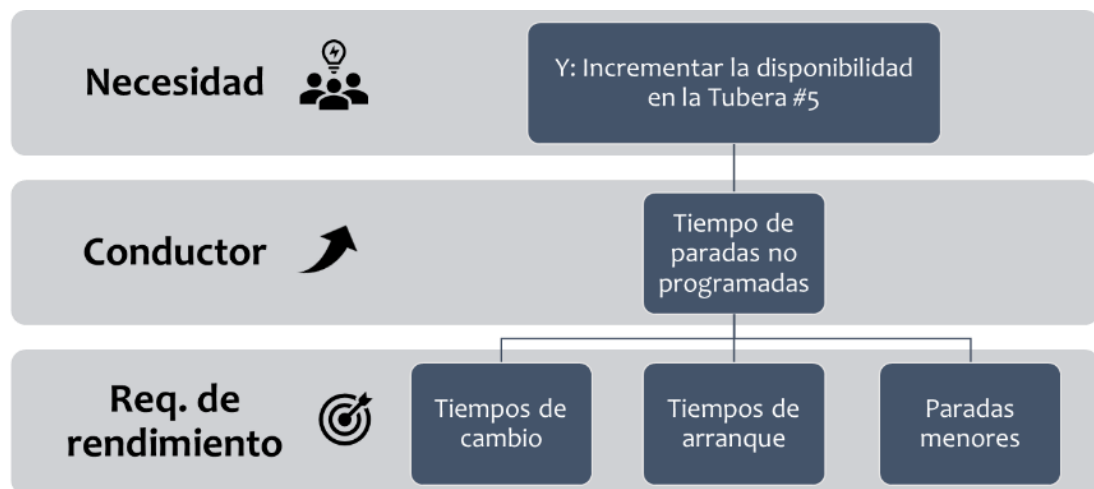 Necesidad
Y: Incrementar la disponibilidad
en la Tubera #5
Conductor
Tiempo de
paradas no
programadas
Req. de
rendimiento
Tiempos de
cambio
Tiempos de
arranque
Paradas
menores